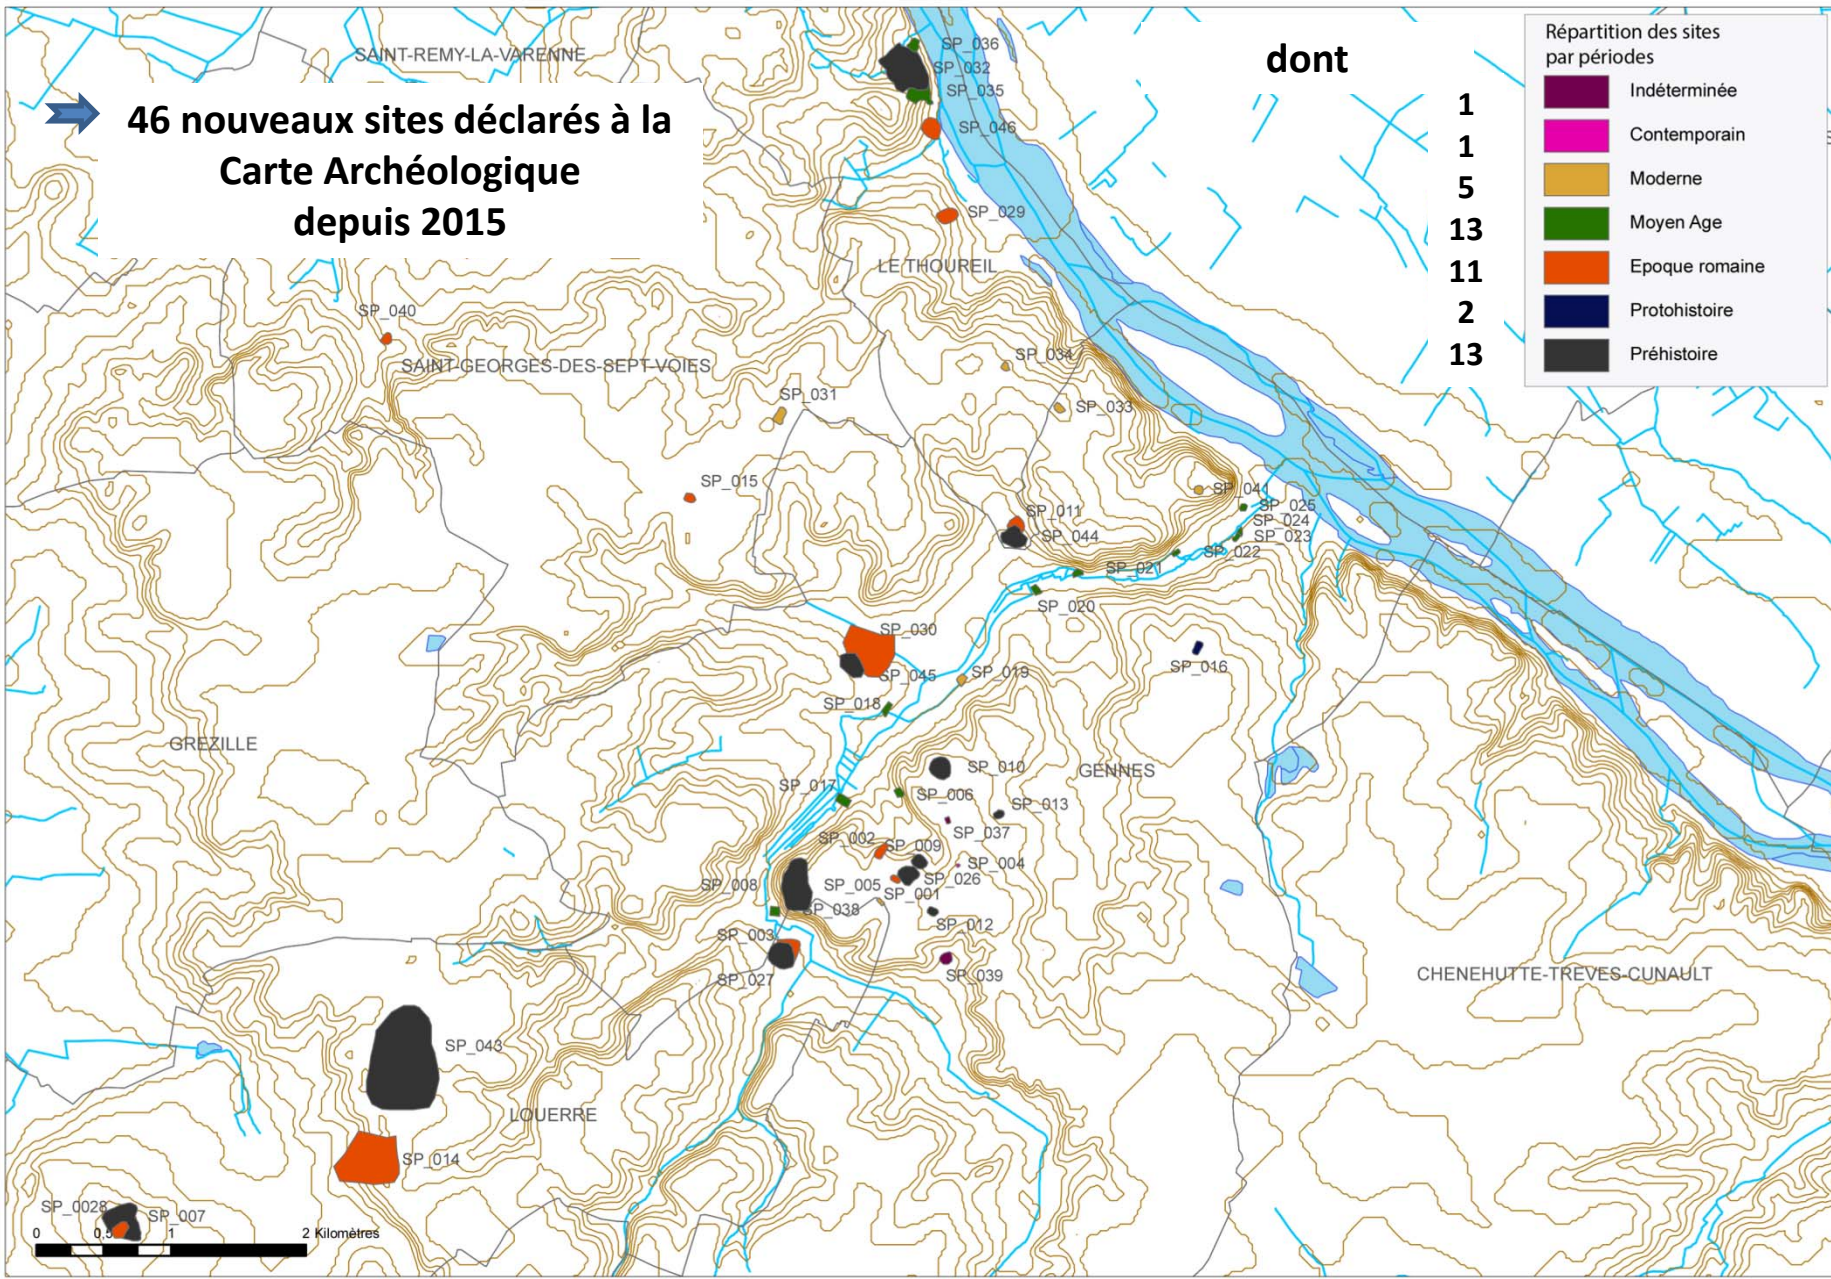 SAINT-REMY-LA-VARENNE
46 nouveaux sites déclarés à la
Carte Archéologique
depuis 2015
dont
1
1
5
13
11
2
13
Répartition des sites
par périodes
Indéterminée
Contemporain
Moderne
Moyen Age
Epoque romaine
Protohistoire
Préhistoire
SP_036
SP_032
SP_035
SP_046
SP_029
LE THOUREIL
SP_040
SAINT-GEORGES-DES-SEPT-VOIES
SP_034
SP_031
SP_033
SP_015
SP_041
SP_011
SP_025
SP_024
SP_044
SP_023
SP_022
SP_021
SP_020
SP_030
SP_016
SP_045
SP_019
SP_018
GREZILLE
SP_010
GENNES
SP_017
SP_006
SP_013
SP_037
SP_002
SP_009
SP_004
SP_008
SP_005
SP_026
SP_001
SP_038
SP_012
SP_003
SP_027
SP_039
CHENEHUTTE-TREVES-CUNAULT
SP_043
LOUERRE
SP_014
SP_0028
SP_007
0
1
2 Kilomètres